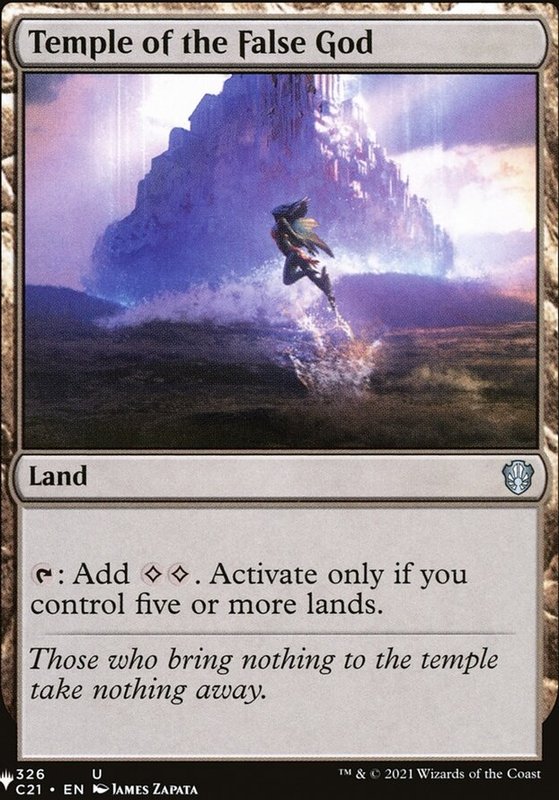 Temple of the False God
Land
: Add . Activate only if you
control five or more lands.
Those who bring nothing to the temple
take nothing away.
326 U
C21 • EN James Zapata
™ & © 2021 Wizards of the Coast